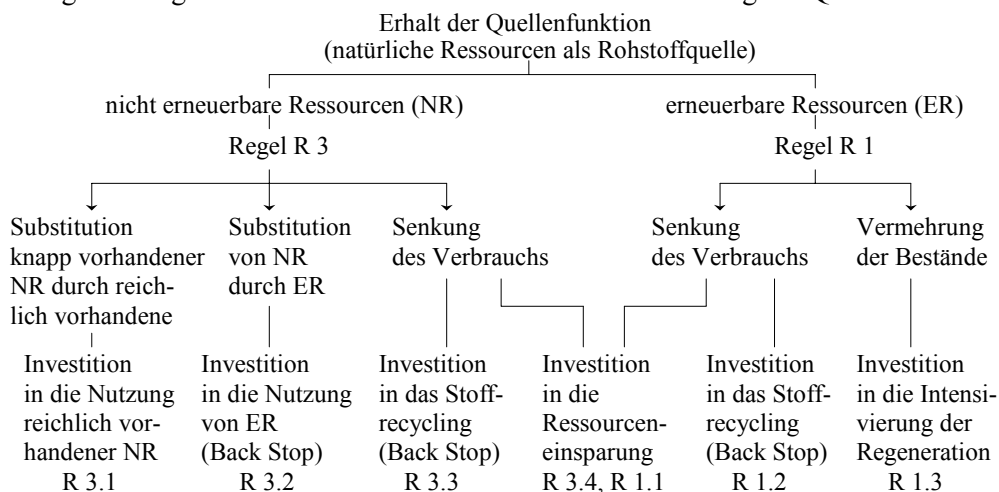 Erhalt der Quellenfunktion
(natürliche Ressourcen als Rohstoffquelle)
nicht erneuerbare Ressourcen (NR)
erneuerbare Ressourcen (ER)
Regel R 3
Regel R 1
Substitution
knapp vorhandener
NR durch reich-
lich vorhandene
Substitution
von NR
durch ER
Senkung
des Verbrauchs
Senkung
des Verbrauchs
Vermehrung
der Bestände
Investition
in die Nutzung
reichlich vor-
handener NR
R 3.1
Investition
in die Nutzung
von ER
(Back Stop)
R 3.2
Investition
in das Stoff-
recycling
(Back Stop)
R 3.3
Investition
in die
Ressourcen-
einsparung
R 3.4, R 1.1
Investition
in das Stoff-
recycling
(Back Stop)
R 1.2
Investition
in die Intensi-
vierung der
Regeneration
R 1.3